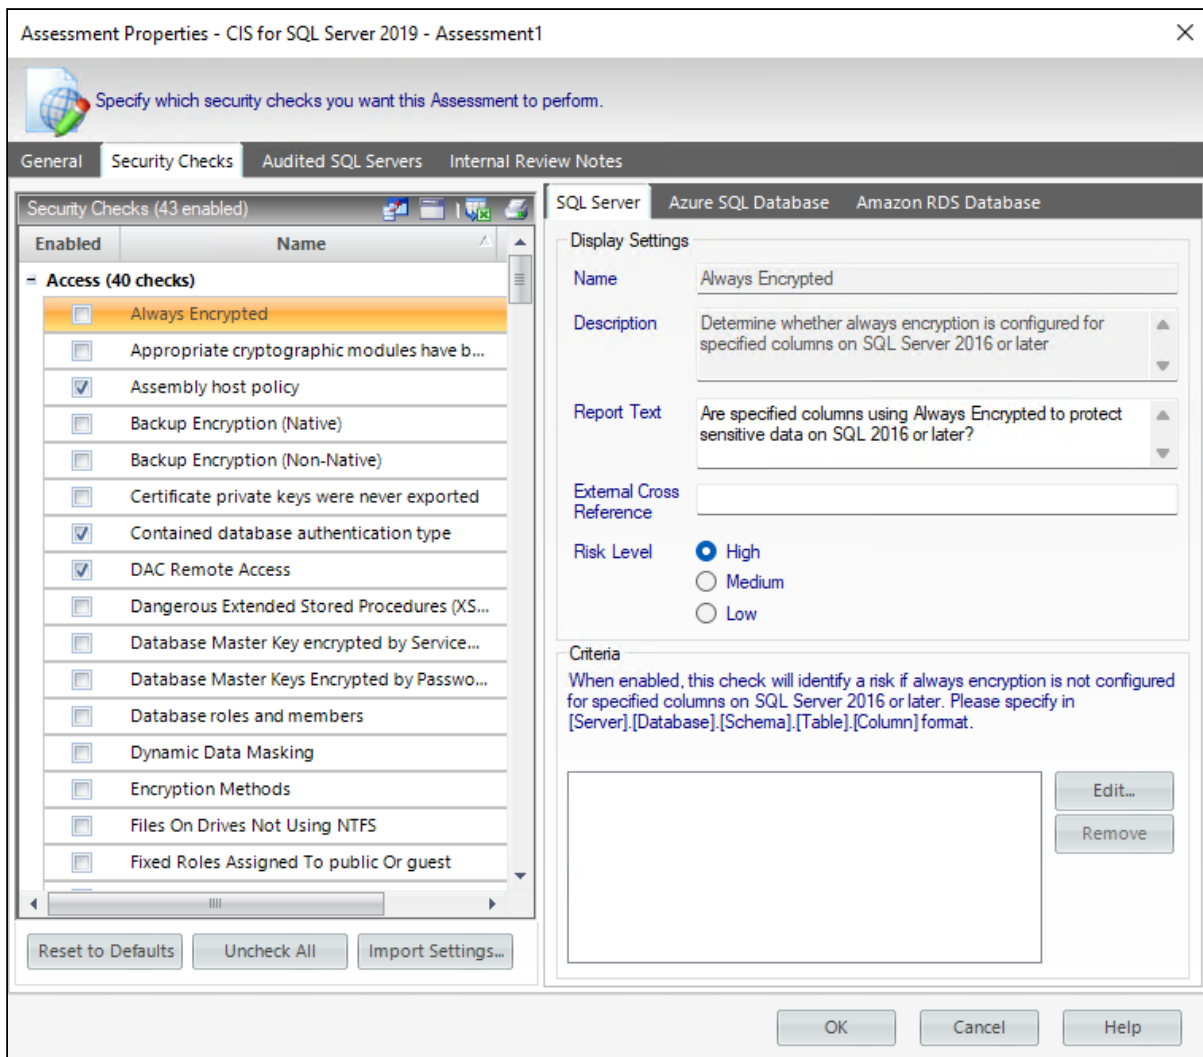 Assessment Properties - CIS for SQL Server 2019 - Assessment1
Specify which security checks you want this Assessment to perform.
General Security Checks Audited SQL Servers Internal Review Notes
Security Checks (43 enabled)
Enabled Name
Access (40 checks)
Always Encrypted
Appropriate cryptographic modules have b...
Assembly host policy
Backup Encryption (Native)
Backup Encryption (Non-Native)
Certificate private keys were never exported
Contained database authentication type
DAC Remote Access
Dangerous Extended Stored Procedures (XS...
Database Master Key encrypted by Service...
Database Master Keys Encrypted by Passwo...
Database roles and members
Dynamic Data Masking
Encryption Methods
Files On Drives Not Using NTFS
Fixed Roles Assigned To public Or guest
Reset to Defaults Uncheck All Import Settings...
SQL Server Azure SQL Database Amazon RDS Database
Display Settings
Name Always Encrypted
Description Determine whether always encryption is configured for
specified columns on SQL Server 2016 or later
Report Text Are specified columns using Always Encrypted to protect
sensitive data on SQL 2016 or later?
External Cross
Reference
Risk Level High
Medium
Low
Criteria
When enabled, this check will identify a risk if always encryption is not configured
for specified columns on SQL Server 2016 or later. Please specify in
[Server].[Database].[Schema].[Table].[Column] format.
Edit...
Remove
OK Cancel Help